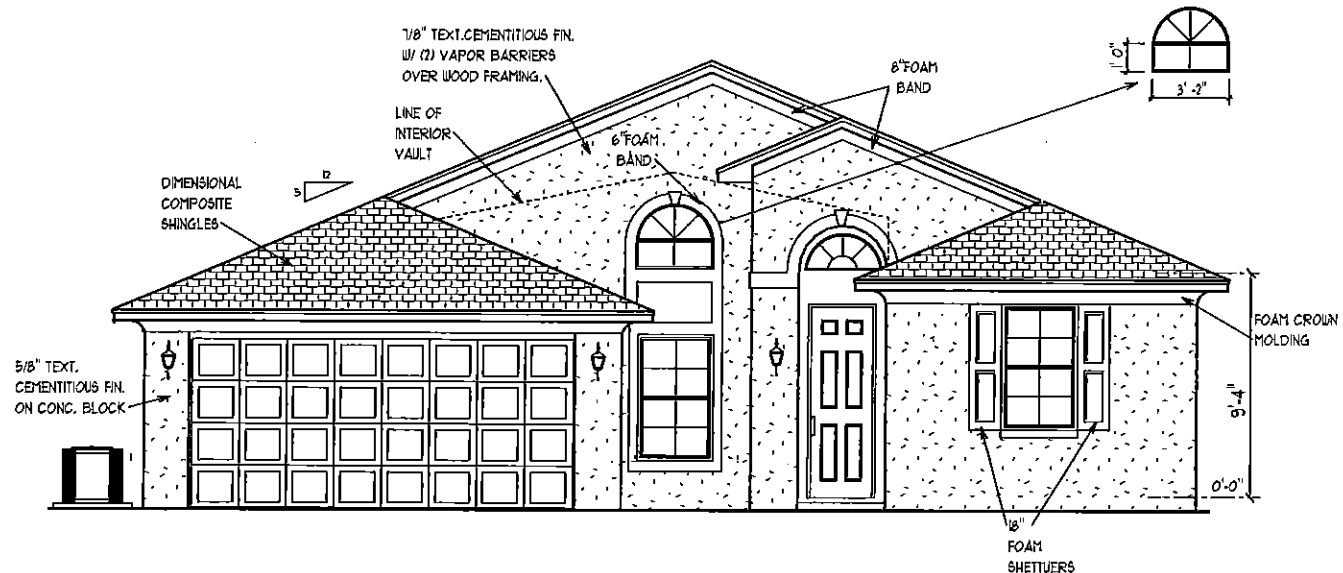 7/8" TEXT.CEMENTITIOUS FIN.
W/ (2) VAPOR BARRIERS
OVER WOOD FRAMING.
8"FOAM
BAND
1'0"
3'-2"
LINE OF
INTERIOR
VAULT
6"FOAM
BAND
12
5
DIMENSIONAL
COMPOSITE
SHINGLES
FOAM CROWN
MOLDING
5/8" TEXT.
CEMENTITIOUS FIN.
ON CONC. BLOCK
9'-4"
0'-0"
18"
FOAM
SHETTUERS